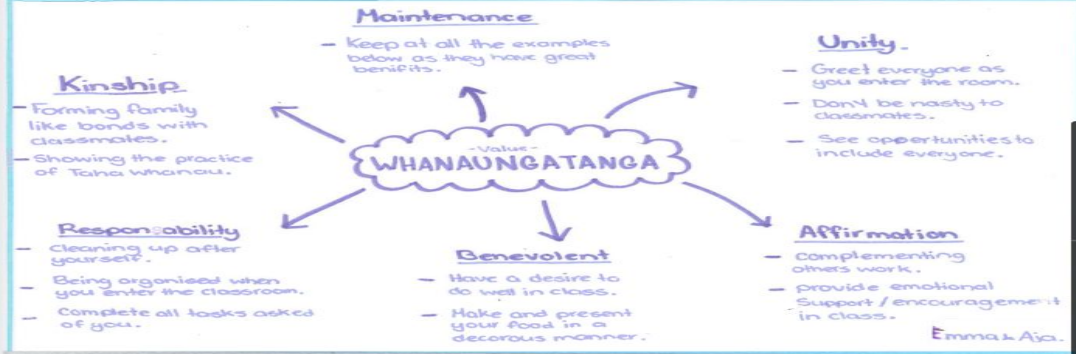 Maintenance
- Keep at all the examples
below as they have great
benifits.
Unity.
- Greet everyone as
you enter the room.
- Don't be nasty to
classmates.
- See opportunities to
include everyone.
Kinship
- Forming family
like bonds with
classmates.
- Showing the practice
of Taha whanau.
-Value-
WHANAUNGATANGA
Responsability
- Cleaning up after
yourself.
- Being organised when
you enter the classroom.
- Complete all tasks asked
of you.
Benevolent
- Have a desire to
do well in class.
- Make and present
your food in a
decorous manner.
Affirmation
- complementing
others work.
- provide emotional
Support/encouragement
in class.
Emma & Aja.